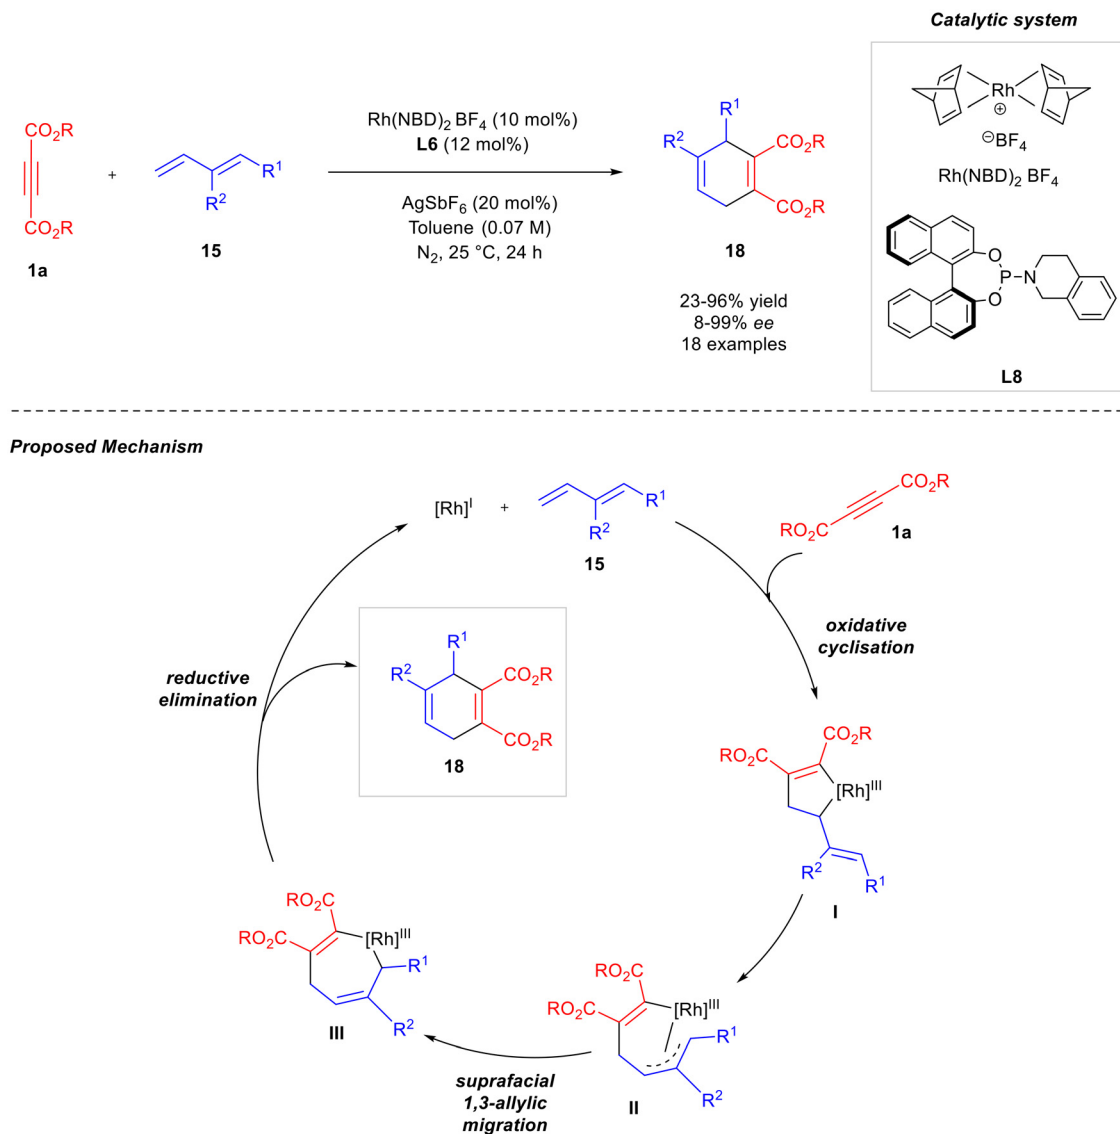 Catalytic system
CO₂R
CO₂R
1a
+
R¹
R²
15
Rh(NBD)₂ BF₄ (10 mol%)
L6 (12 mol%)
AgSbF₆ (20 mol%)
Toluene (0.07 M)
N₂, 25 °C, 24 h
R¹
R²
CO₂R
CO₂R
18
23-96% yield
8-99% ee
18 examples
Rh
⊕
⊖BF₄
Rh(NBD)₂ BF₄
O
P
N
O
L8
Proposed Mechanism
[Rh]ᴵ
+
R¹
R²
15
CO₂R
RO₂C
1a
oxidative
cyclisation
reductive
elimination
R¹
R²
CO₂R
CO₂R
18
CO₂R
RO₂C
[Rh]ᴵᴵᴵ
R²
R¹
I
RO₂C
RO₂C
[Rh]ᴵᴵᴵ
R¹
R²
III
RO₂C
RO₂C
[Rh]ᴵᴵᴵ
R¹
R²
II
suprafacial
1,3-allylic
migration